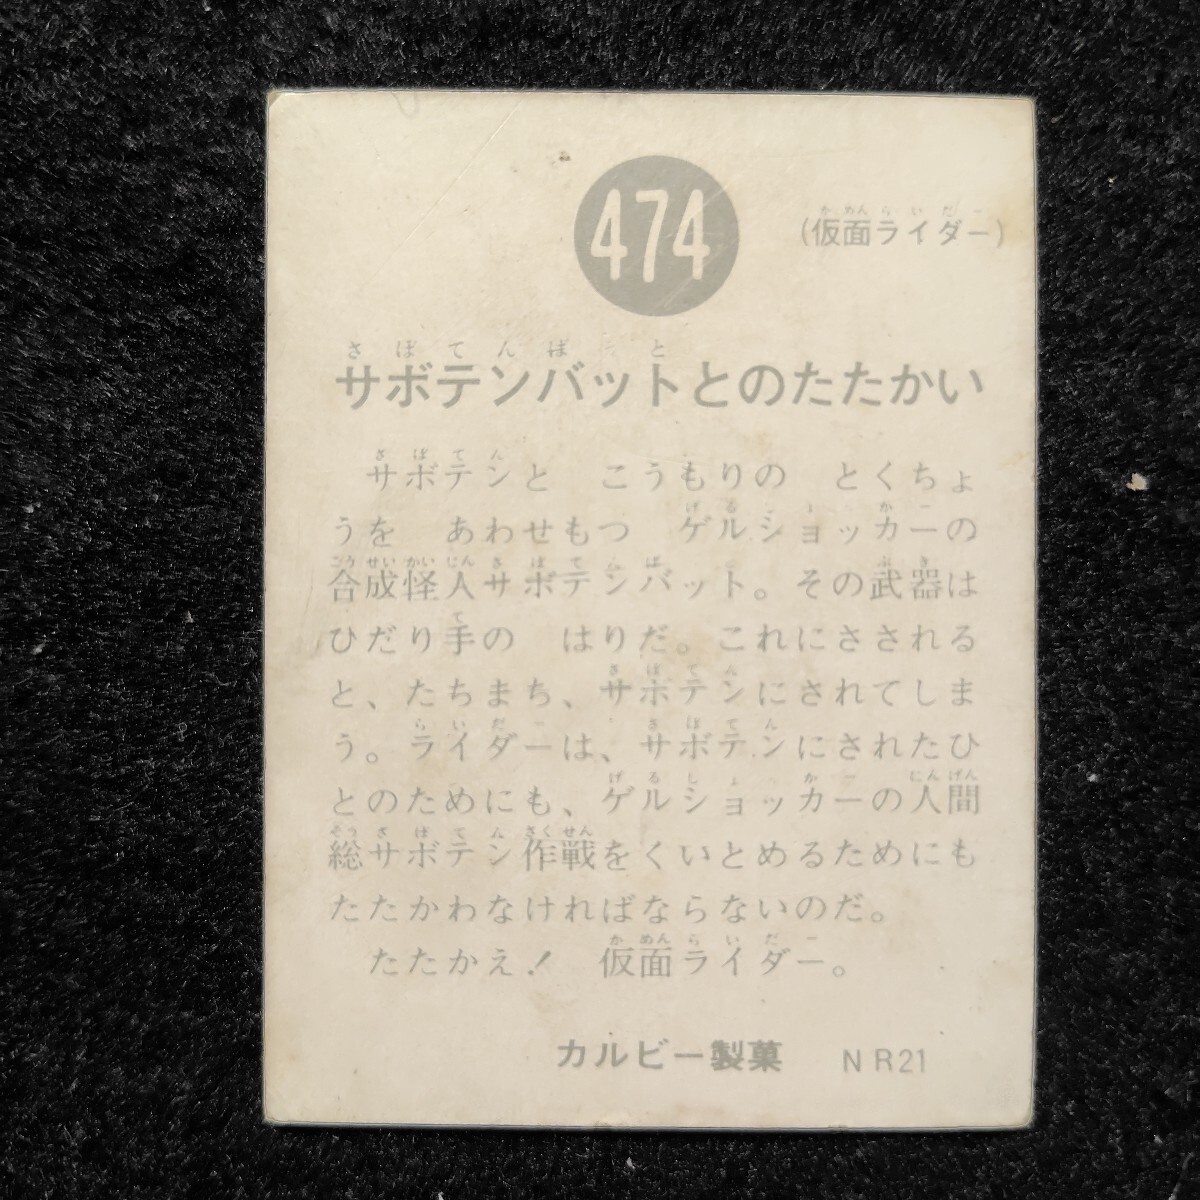 474
(仮面ライダー)
サボテンバットとのたたかい
サボテンと こうもりの とくちょ
うを あわせもつ ゲルショッカーの
合成怪人サボテンバット。その武器は
ひだり手の はりだ。これにさされる
と、たちまち、サボテンにされてしま
う。ライダーは、サボテンにされたひ
とのためにも、ゲルショッカーの人間
総サボテン作戦をくいとめるためにも
たたかわなければならないのだ。
たたかえ! 仮面ライダー。
カルビー製菓 NR21